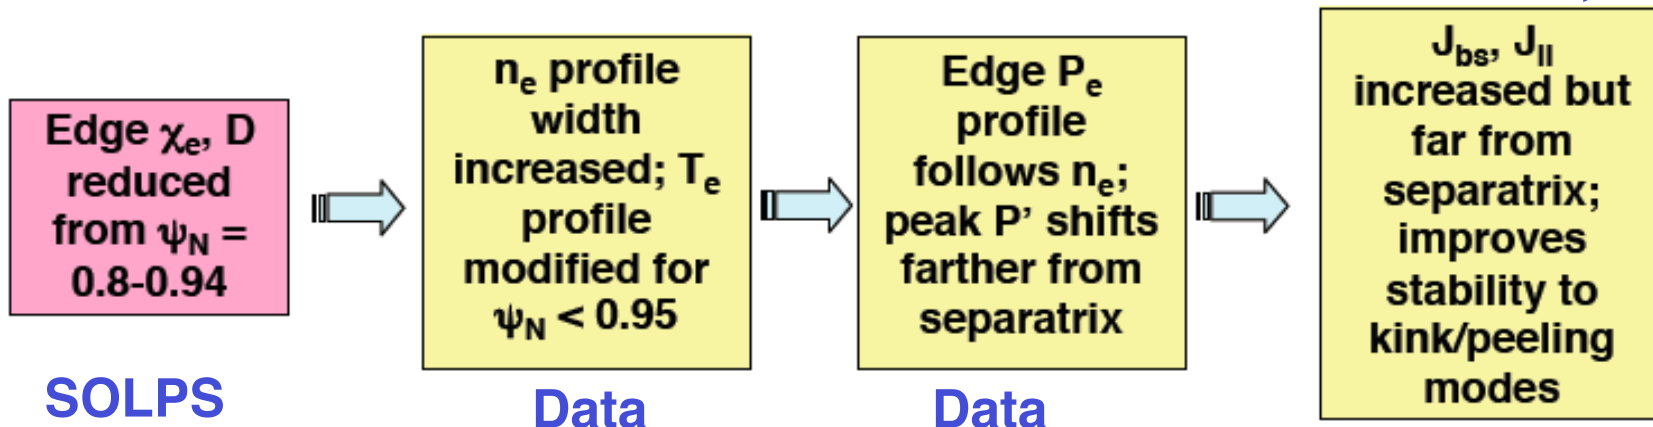 Edge χe, D
reduced
from ψN =
0.8-0.94
SOLPS
ne profile
width
increased; Te
profile
modified for
ψN < 0.95
Data
Edge Pe
profile
follows ne;
peak P’ shifts
farther from
separatrix
Data
Jbs, J||
increased but
far from
separatrix;
improves
stability to
kink/peeling
modes